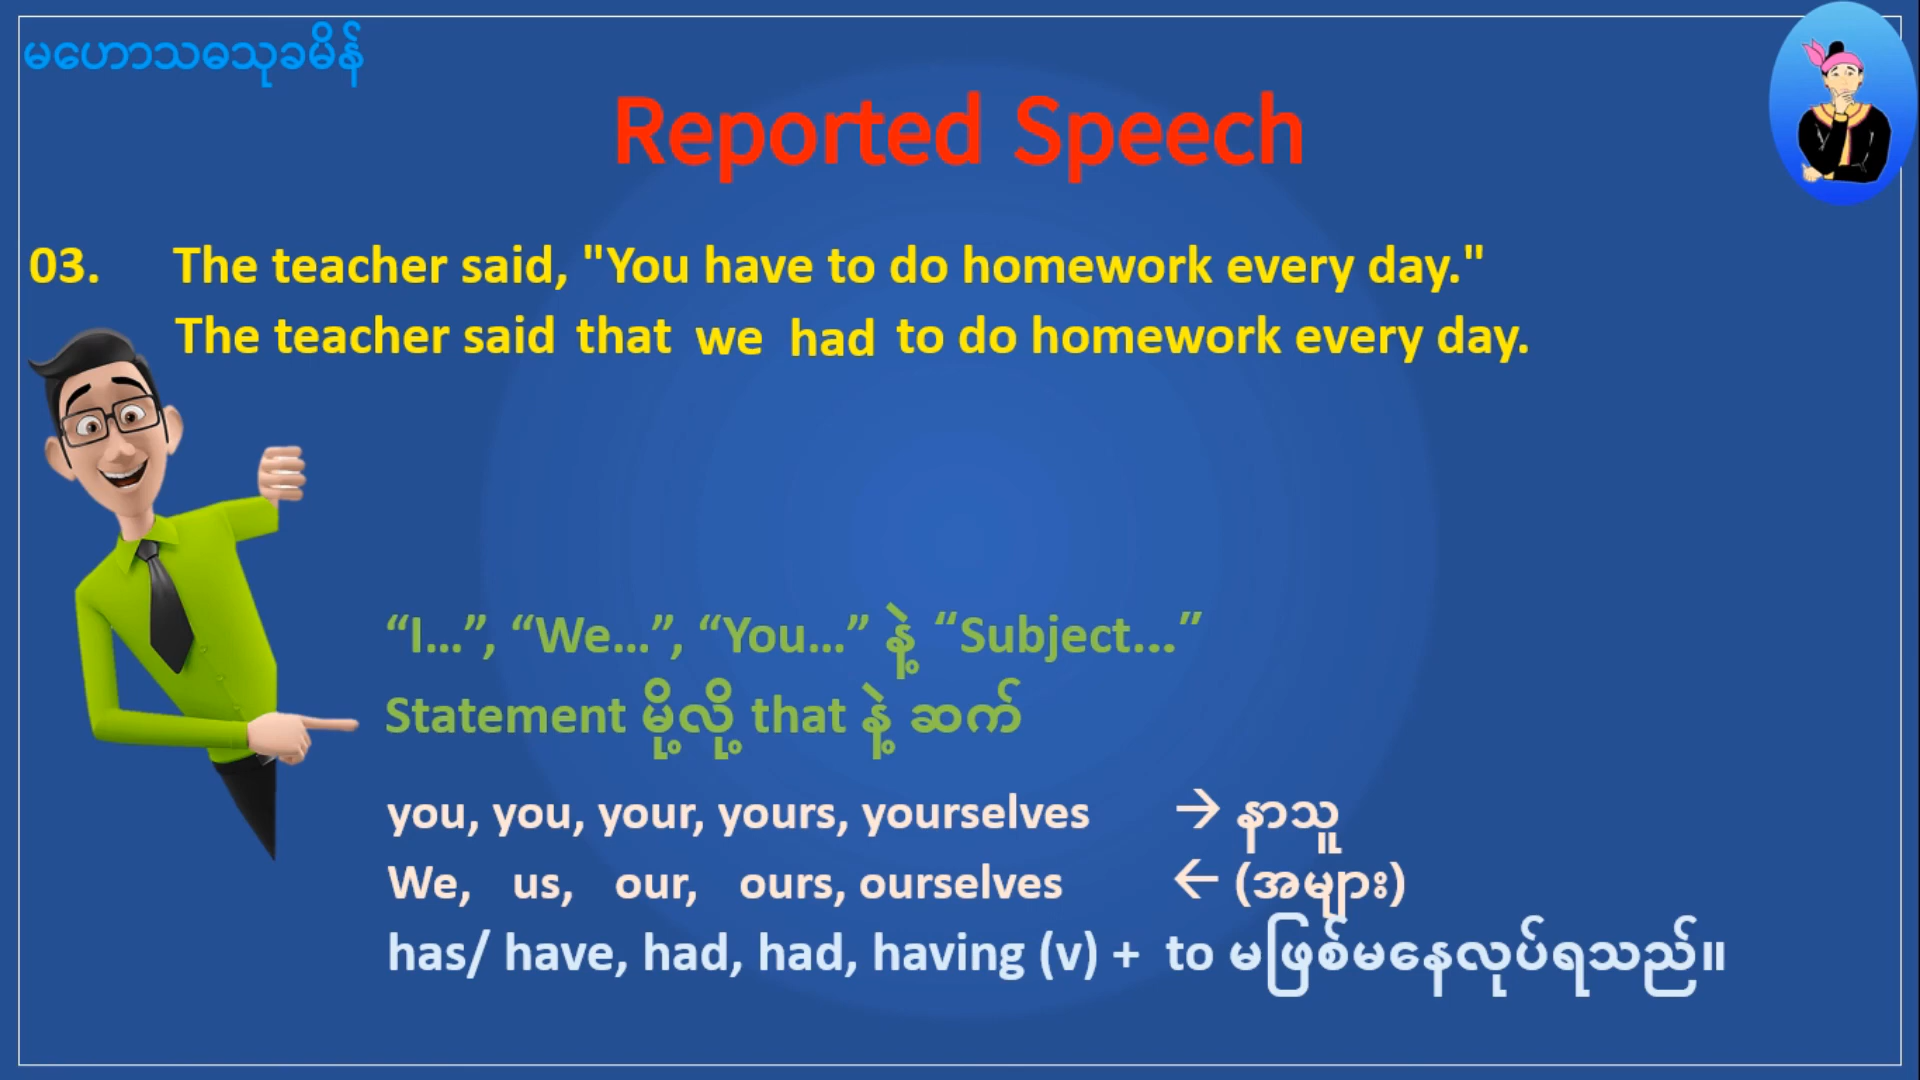 မဟောသဓသုခမိန်
Reported Speech
03. The teacher said, "You have to do homework every day."
The teacher said that we had to do homework every day.
“I...”, “We...”, “You...” နဲ့ “Subject...”
Statement မို့လို့ that နဲ့ ဆက်
you, you, your, yours, yourselves → နာသူ
We, us, our, ours, ourselves ← (အများ)
has/ have, had, had, having (v) + to မဖြစ်မနေလုပ်ရသည်။